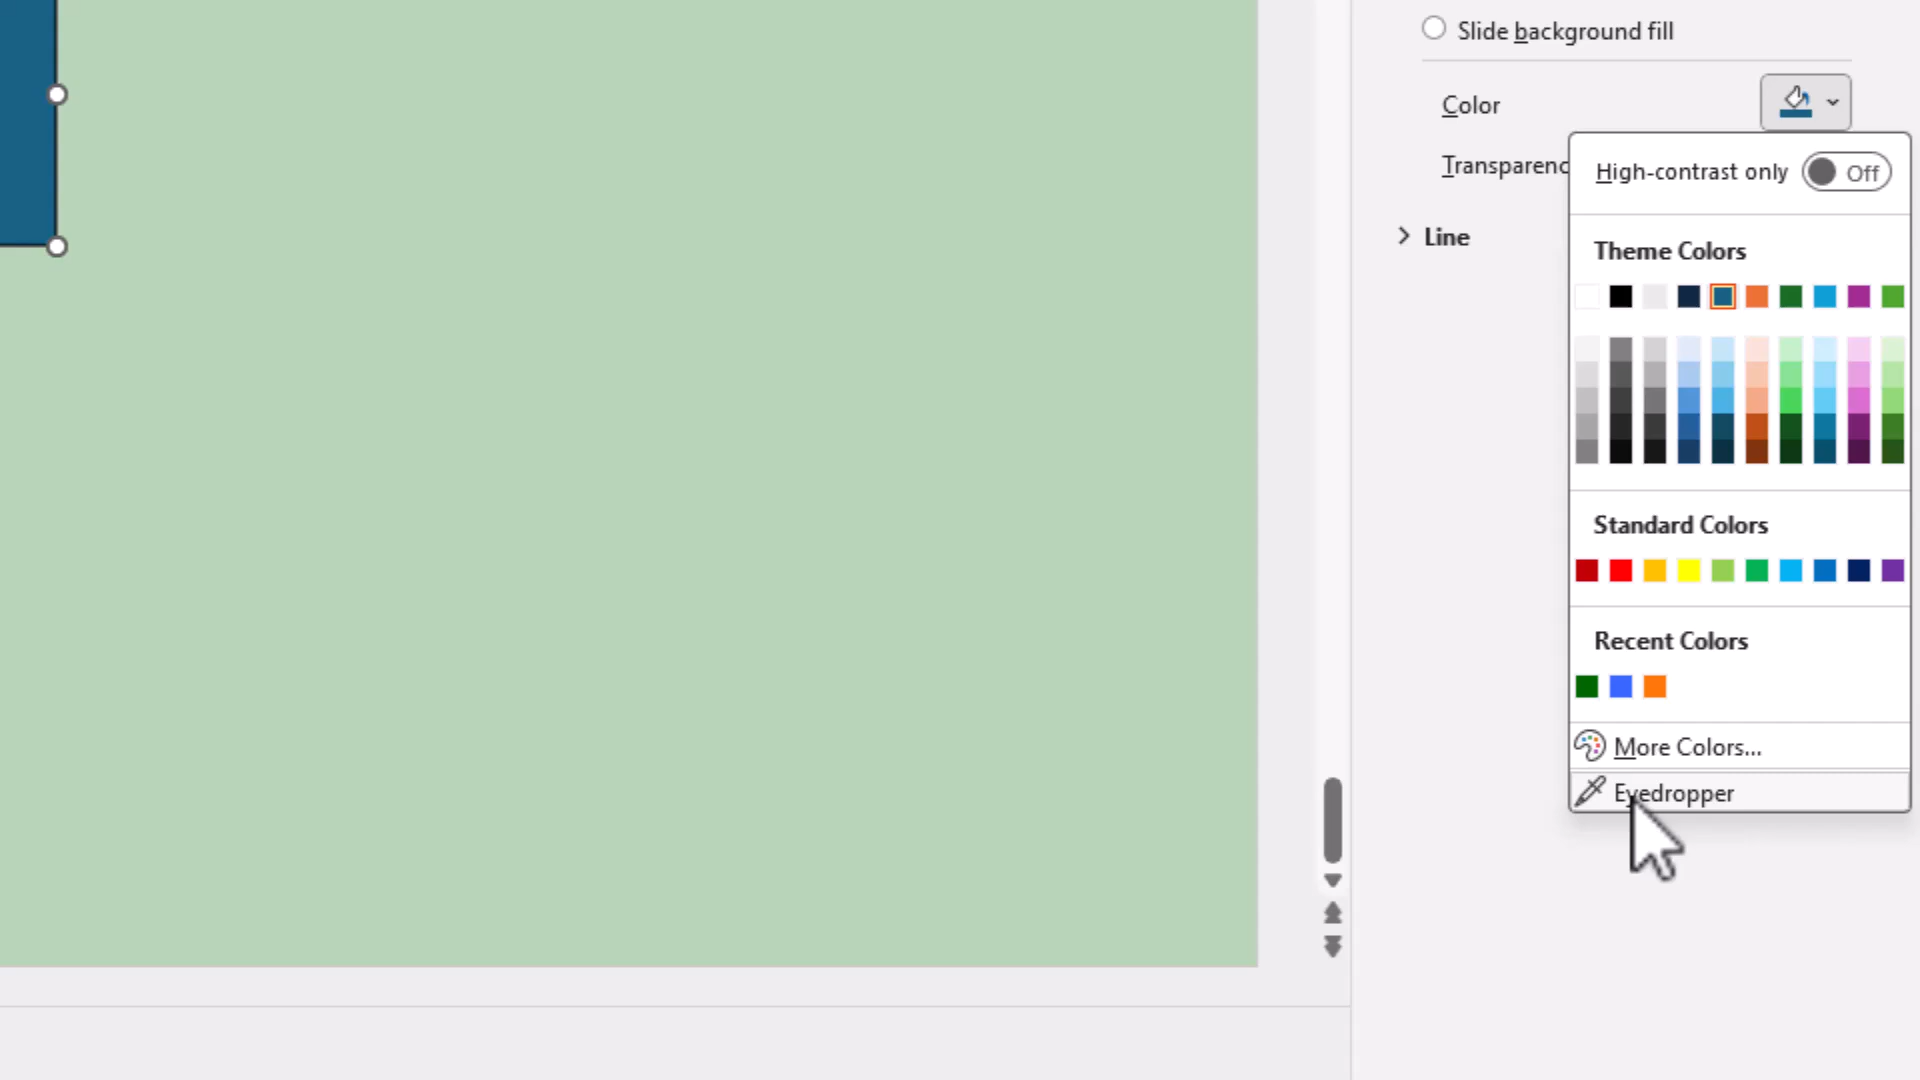 Slide background fill
Color
Transparenc
High-contrast only
Off
Line
Theme Colors
Standard Colors
Recent Colors
More Colors...
Eyedropper